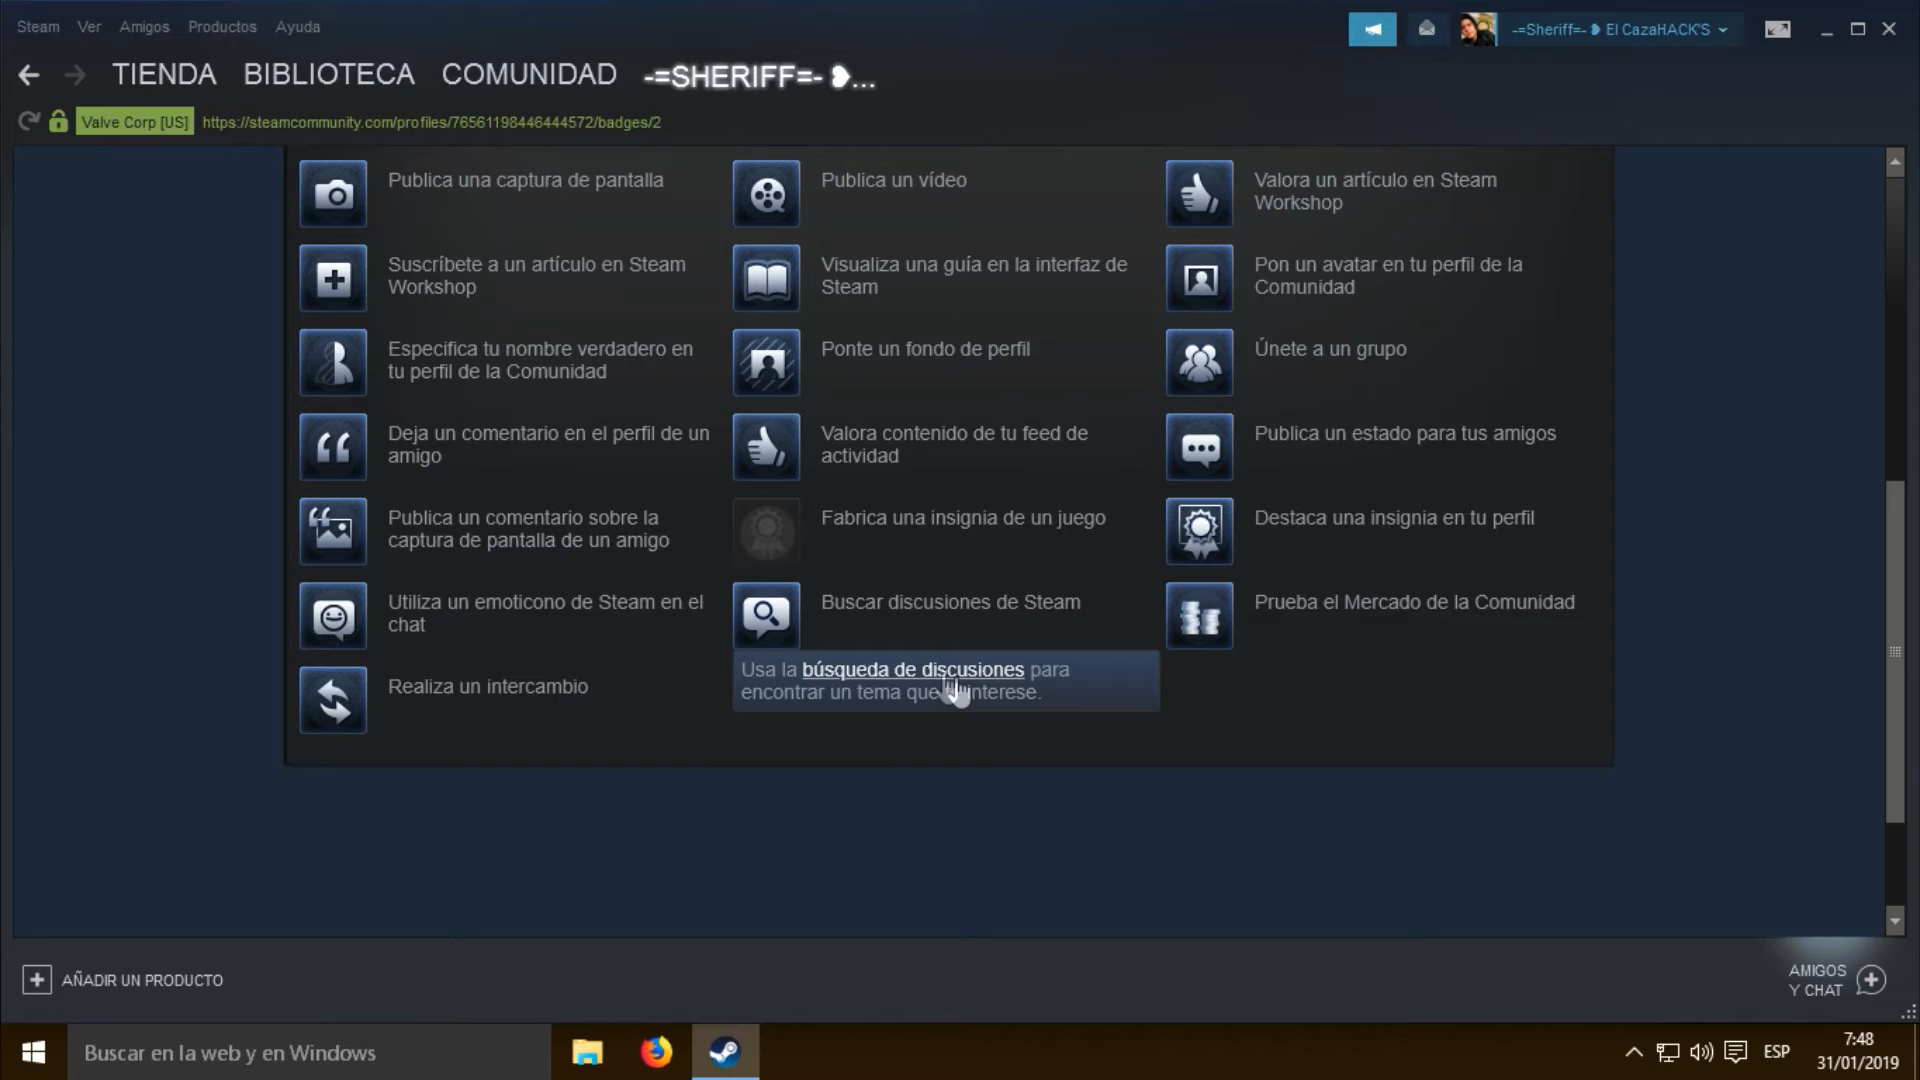 Steam Ver Amigos Productos Ayuda
-=Sheriff=- ❥ El CazaHACK'S
TIENDA BIBLIOTECA COMUNIDAD -=SHERIFF=- ❥...
Valve Corp [US] https://steamcommunity.com/profiles/76561198446444572/badges/2
Publica una captura de pantalla
Publica un vídeo
Valora un artículo en Steam
Workshop
Suscríbete a un artículo en Steam
Workshop
Visualiza una guía en la interfaz de
Steam
Pon un avatar en tu perfil de la
Comunidad
Especifica tu nombre verdadero en
tu perfil de la Comunidad
Ponte un fondo de perfil
Únete a un grupo
Deja un comentario en el perfil de un
amigo
Valora contenido de tu feed de
actividad
Publica un estado para tus amigos
Publica un comentario sobre la
captura de pantalla de un amigo
Fabrica una insignia de un juego
Destaca una insignia en tu perfil
Utiliza un emoticono de Steam en el
chat
Buscar discusiones de Steam
Prueba el Mercado de la Comunidad
Realiza un intercambio
Usa la búsqueda de discusiones para
encontrar un tema que interese.
AÑADIR UN PRODUCTO
AMIGOS
Y CHAT
Buscar en la web y en Windows
ESP
7:48
31/01/2019